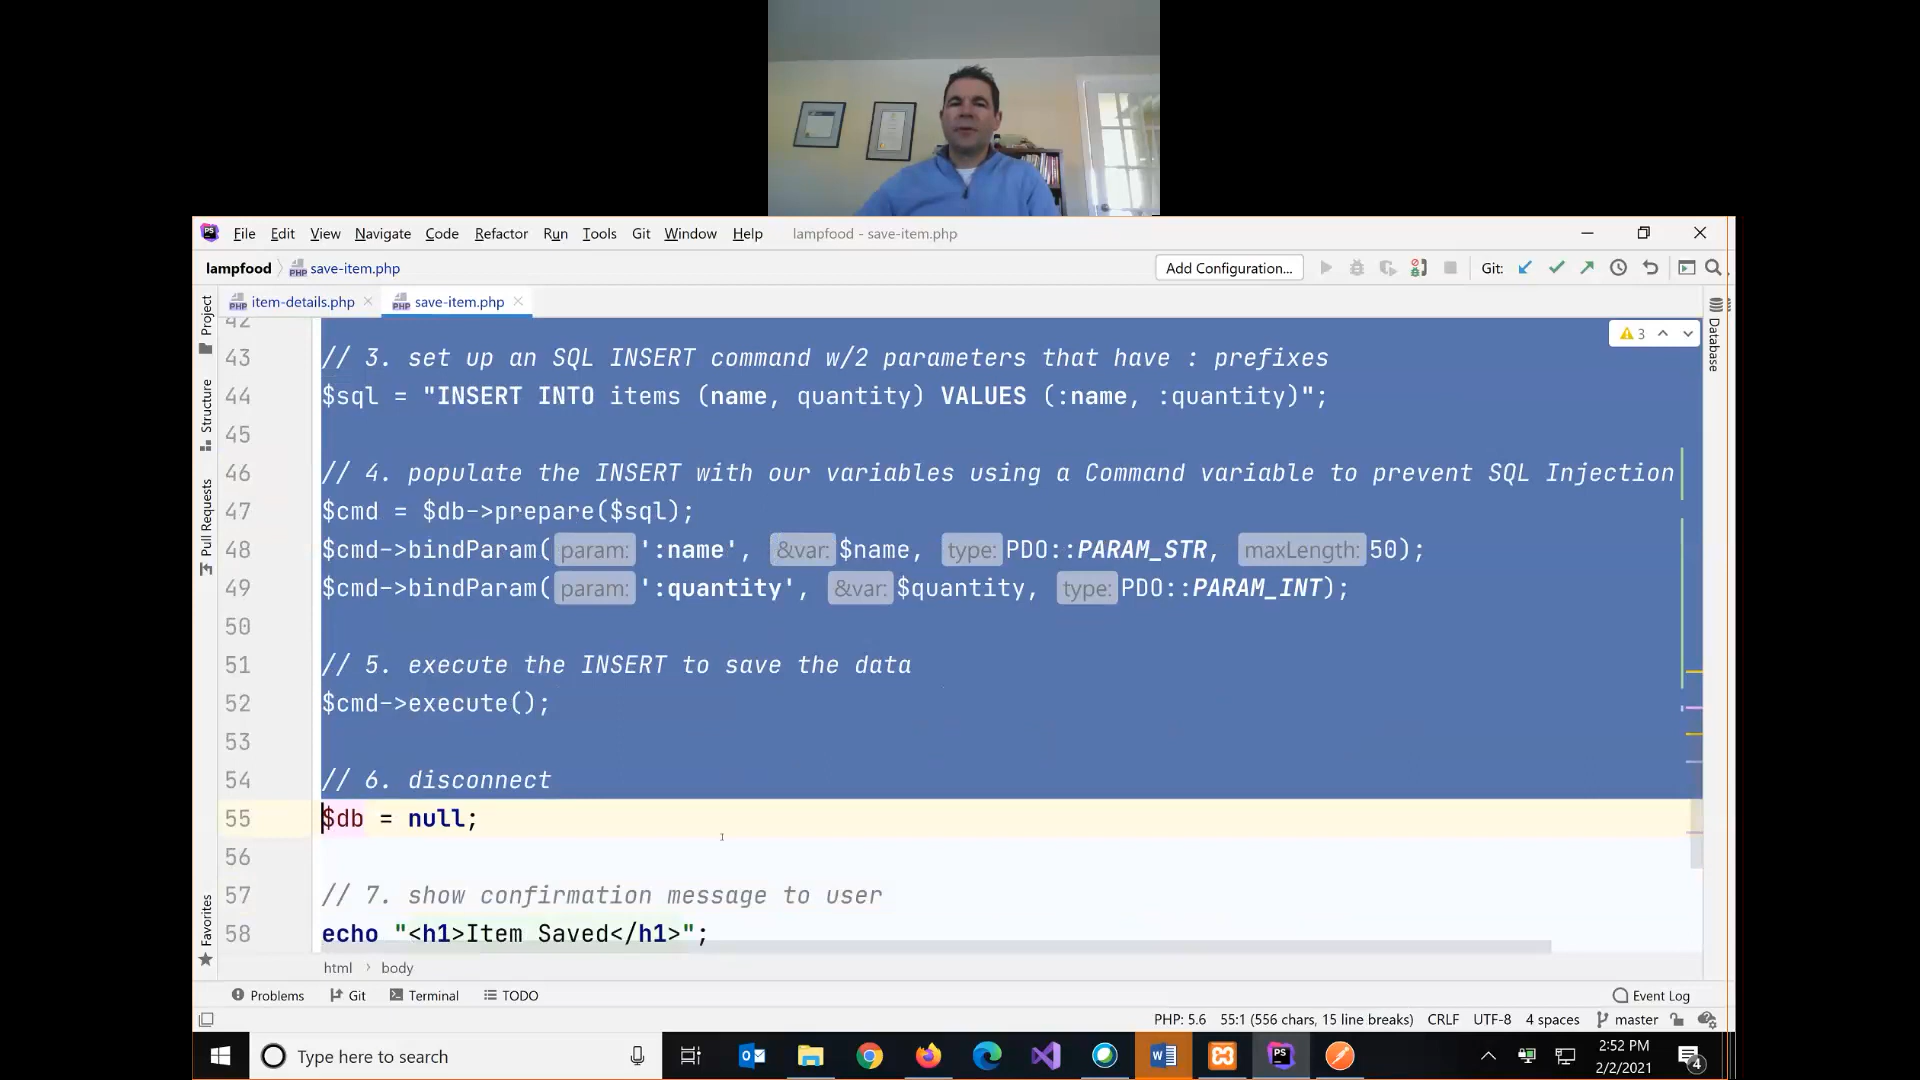 File Edit View Navigate Code Refactor Run Tools Git Window Help lampfood - save-item.php
lampfood save-item.php Add Configuration... Git:
item-details.php save-item.php
42
43 // 3. set up an SQL INSERT command w/2 parameters that have : prefixes
44 $sql = "INSERT INTO items (name, quantity) VALUES (:name, :quantity)";
45
46 // 4. populate the INSERT with our variables using a Command variable to prevent SQL Injection
47 $cmd = $db->prepare($sql);
48 $cmd->bindParam( param: ':name', &var: $name, type: PDO::PARAM_STR, maxLength: 50);
49 $cmd->bindParam( param: ':quantity', &var: $quantity, type: PDO::PARAM_INT);
50
51 // 5. execute the INSERT to save the data
52 $cmd->execute();
53
54 // 6. disconnect
55 $db = null;
56
57 // 7. show confirmation message to user
58 echo "<h1>Item Saved</h1>";
3
Project
Structure
Pull Requests
Favorites
Database
html body
Problems Git Terminal TODO Event Log
PHP: 5.6 55:1 (556 chars, 15 line breaks) CRLF UTF-8 4 spaces master
Type here to search
2:52 PM
2/2/2021
4